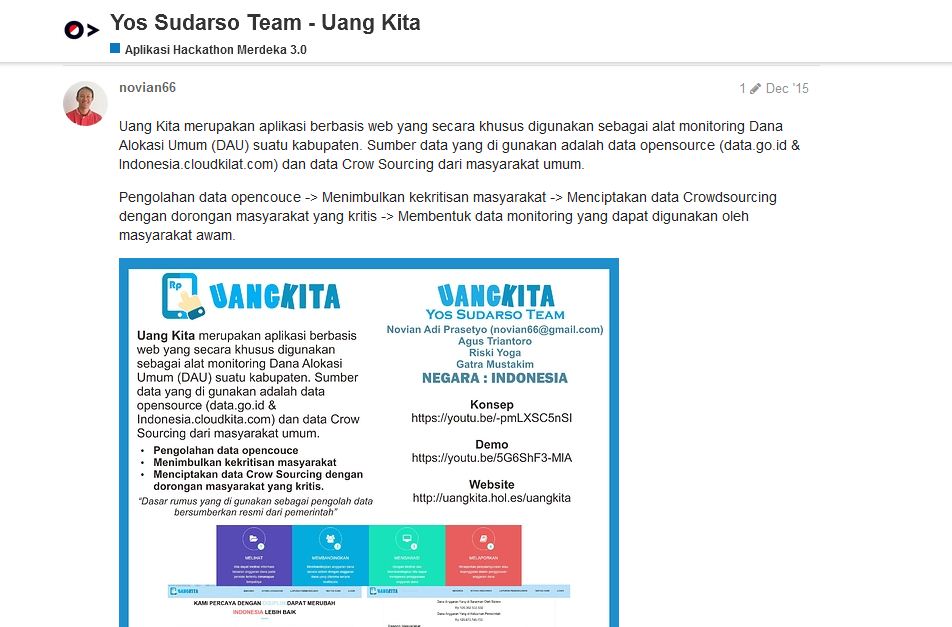 Yos Sudarso Team - Uang Kita
Aplikasi Hackathon Merdeka 3.0
novian66
1 Dec '15
Uang Kita merupakan aplikasi berbasis web yang secara khusus digunakan sebagai alat monitoring Dana
Alokasi Umum (DAU) suatu kabupaten. Sumber data yang di gunakan adalah data opensource (data.go.id &
Indonesia.cloudkilat.com) dan data Crow Sourcing dari masyarakat umum.
Pengolahan data opencouce -> Menimbulkan kekritisan masyarakat -> Menciptakan data Crowdsourcing
dengan dorongan masyarakat yang kritis -> Membentuk data monitoring yang dapat digunakan oleh
masyarakat awam.
Rp
UANGKITA
Uang Kita merupakan aplikasi berbasis
web yang secara khusus digunakan
sebagai alat monitoring Dana Alokasi
Umum (DAU) suatu kabupaten. Sumber
data yang di gunakan adalah data
opensource (data.go.id &
Indonesia.cloudkita.com) dan data Crow
Sourcing dari masyarakat umum.
• Pengolahan data opencouce
• Menimbulkan kekritisan masyarakat
• Menciptakan data Crow Sourcing dengan
dorongan masyarakat yang kritis.
"Dasar rumus yang di gunakan sebagai pengolah data
bersumberkan resmi dari pemerintah"
UANGKITA
YOS SUDARSO TEAM
Novian Adi Prasetyo (novian66@gmail.com)
Agus Triantoro
Riski Yoga
Gatra Mustakim
NEGARA : INDONESIA
Konsep
https://youtu.be/-pmLXSC5nSI
Demo
https://youtu.be/5G6ShF3-MlA
Website
http://uangkita.hol.es/uangkita
MELIHAT
MEMBANDINGKAN
MENGAWASI
MELAPORKAN
UANGKITA
KAMI PERCAYA DENGAN DAPAT MERUBAH
INDONESIA LEBIH BAIK
UANGKITA